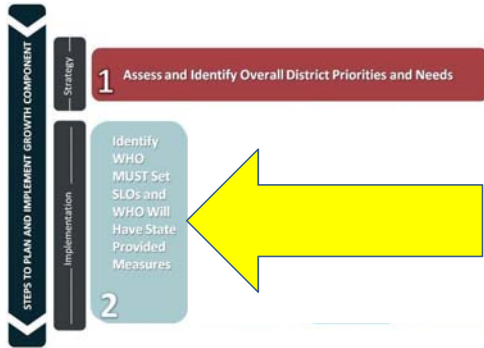 STEPS TO PLAN AND IMPLEMENT GROWTH COMPONENT
Strategy
1 Assess and Identify Overall District Priorities and Needs
Implementation
Identify
WHO
MUST Set
SLOs and
WHO Will
Have State
Provided
Measures
2